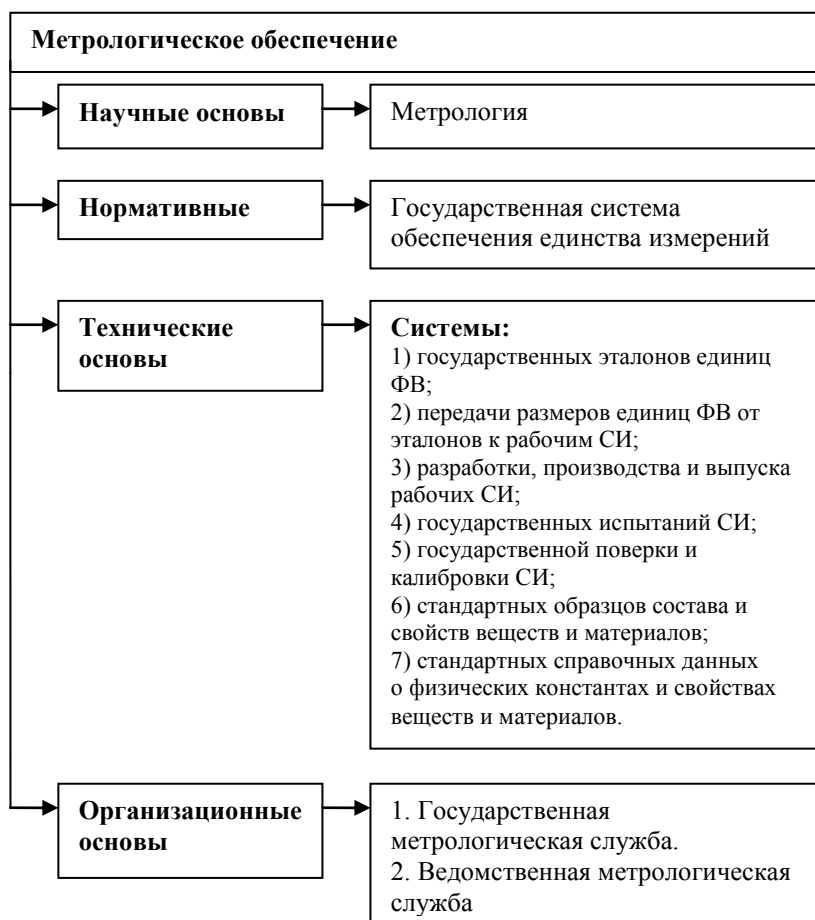 Метрологическое обеспечение
Научные основы
Метрология
Нормативные
Государственная система
обеспечения единства измерений
Технические
основы
Системы:
1) государственных эталонов единиц
ФВ;
2) передачи размеров единиц ФВ от
эталонов к рабочим СИ;
3) разработки, производства и выпуска
рабочих СИ;
4) государственных испытаний СИ;
5) государственной поверки и
калибровки СИ;
6) стандартных образцов состава и
свойств веществ и материалов;
7) стандартных справочных данных
о физических константах и свойствах
веществ и материалов.
Организационные
основы
1. Государственная
метрологическая служба.
2. Ведомственная метрологическая
служба